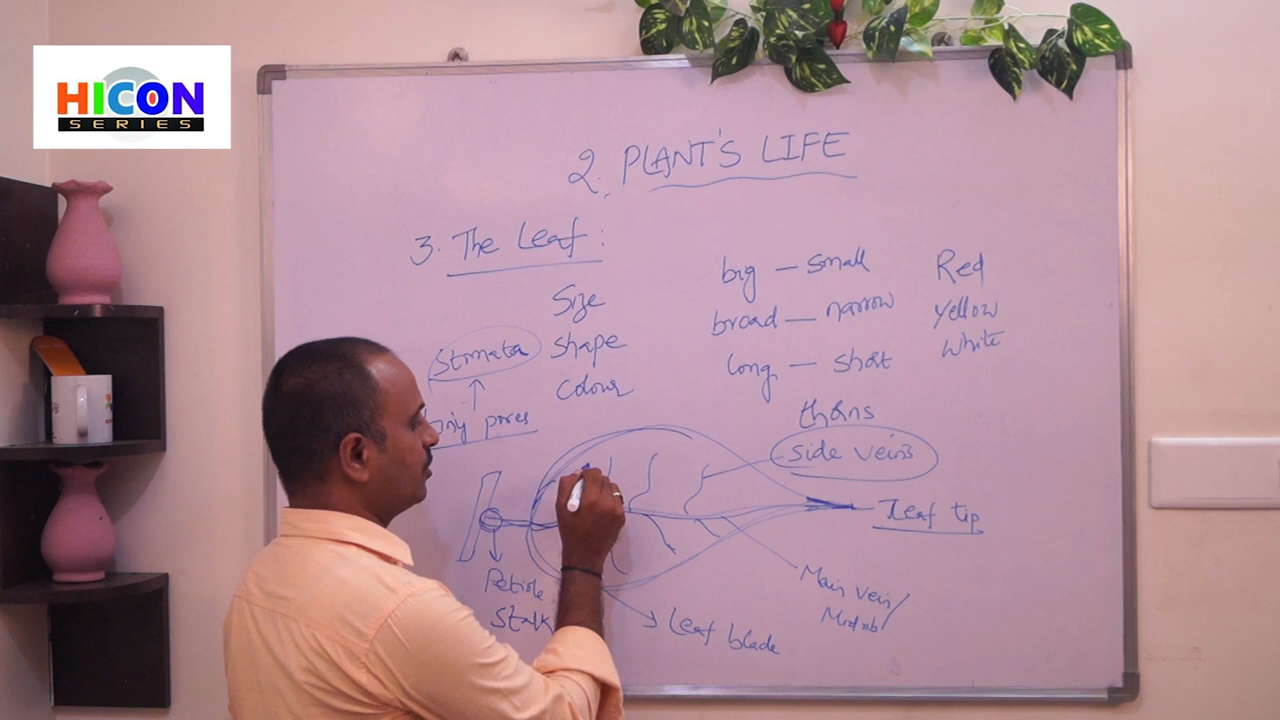 HICON
SERIES
2. PLANT'S LIFE
3. The Leaf :
Size
shape
Colour
big — small
broad — narrow
long — short
Red
Yellow
White
Stomata
pores
thorns
side veins
Leaf tip
Petiole
Stalk
Leaf blade
Main vein/
Midrib